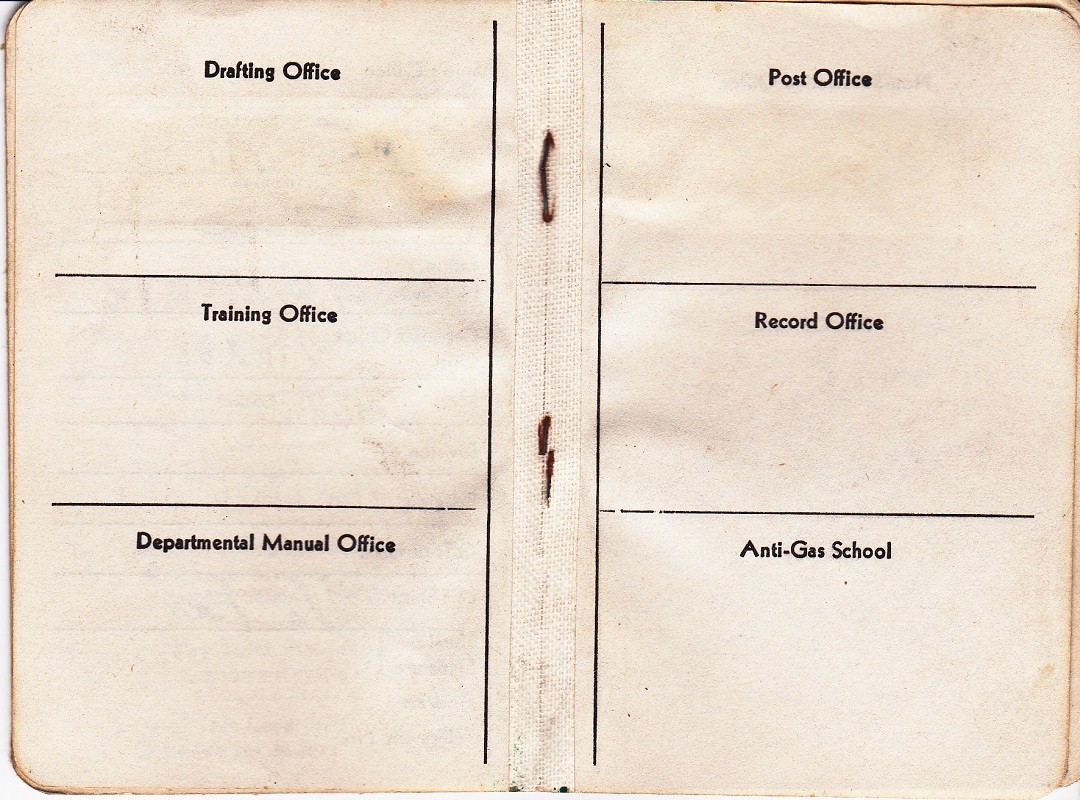 Drafting Office
Training Office
Departmental Manual Office
Post Office
Record Office
Anti-Gas School